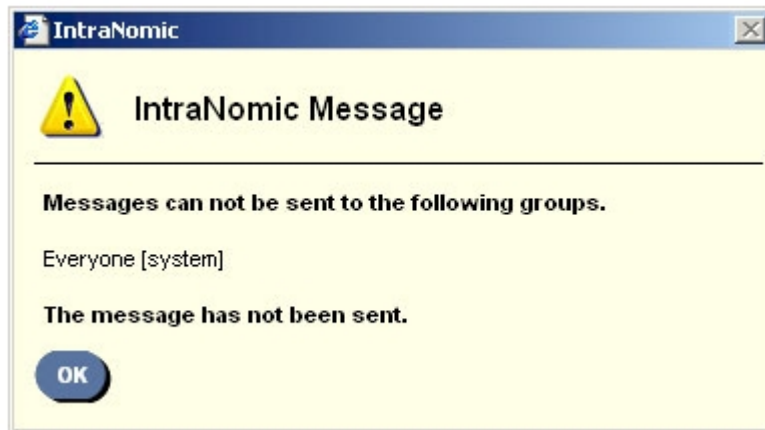 IntraNomic
IntraNomic Message
Messages can not be sent to the following groups.
Everyone [system]
The message has not been sent.
OK